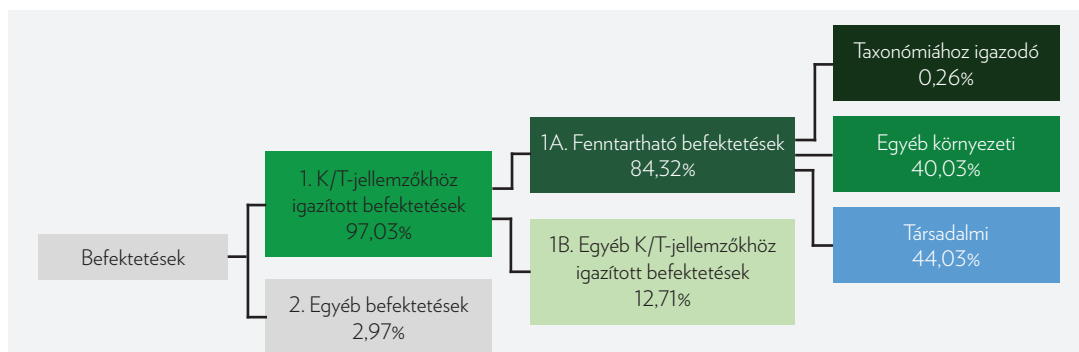 Befektetések
1. K/T-jellemzőkhöz
igazított befektetések
97,03%
2. Egyéb befektetések
2,97%
1A. Fenntartható befektetések
84,32%
1B. Egyéb K/T-jellemzőkhöz
igazított befektetések
12,71%
Taxonómiához igazodó
0,26%
Egyéb környezeti
40,03%
Társadalmi
44,03%